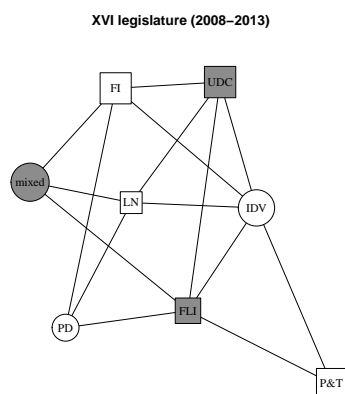 XVI legislature (2008−2013)
FI
UDC
mixed
LN
IDV
FLI
PD
P&T